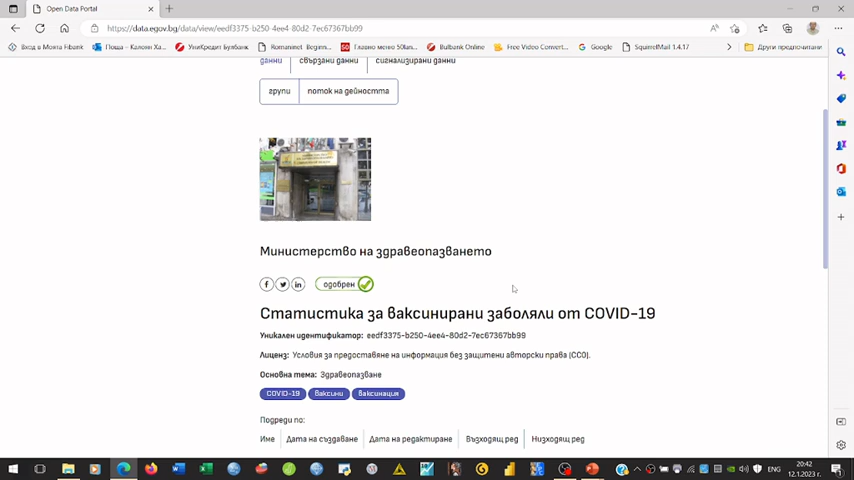 Open Data Portal
https://data.egov.bg/data/view/eedf3375-b250-4ee4-80d2-7ec67367bb99
Вход в Моята Fibank
Поща – Калоян Ха...
УниКредит Булбанк
Romaninet Beginn...
Главно меню 50lan...
Bulbank Online
Free Video Convert...
Google
SquirrelMail 1.4.17
Други предпочитани
данни свързани данни сигнализирани данни
групи поток на дейността
Министерство на здравеопазването
одобрен
Статистика за ваксинирани заболяли от COVID-19
Уникален идентификатор: eedf3375-b250-4ee4-80d2-7ec67367bb99
Лиценз: Условия за предоставяне на информация без защитени авторски права (CC0).
Основна тема: Здравеопазване
COVID-19 ваксини ваксинация
Подреди по:
Име Дата на създаване Дата на редактиране Възходящ ред Низходящ ред
ENG
20:42
12.1.2023 г.